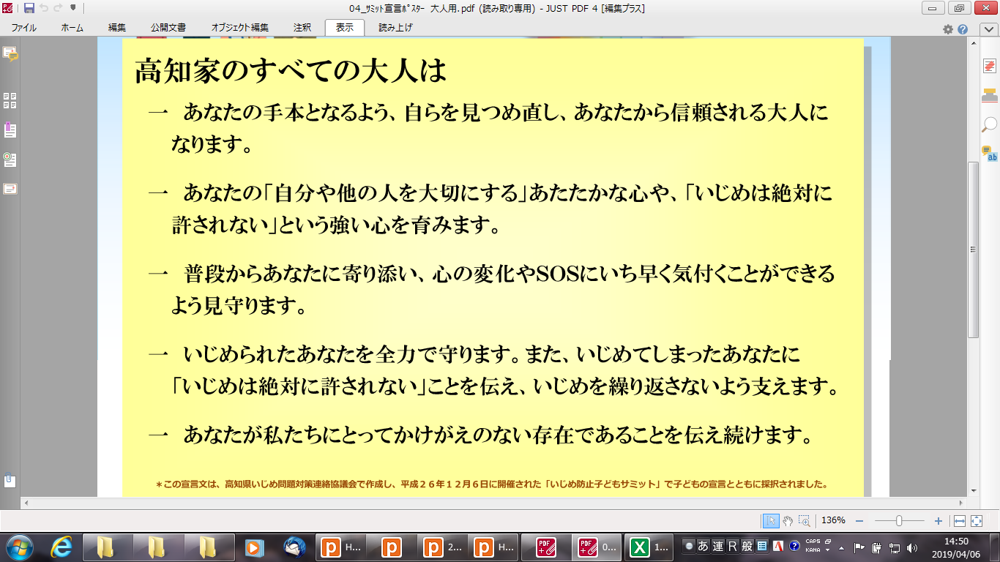 04_ｻﾐｯﾄ宣言ﾎﾟｽﾀｰ 大人用.pdf (読み取り専用) - JUST PDF 4 [編集プラス]
ファイル ホーム 編集 公開文書 オブジェクト編集 注釈 表示 読み上げ
高知家のすべての大人は
一 あなたの手本となるよう、自らを見つめ直し、あなたから信頼される大人に
なります。
一 あなたの「自分や他の人を大切にする」あたたかな心や、「いじめは絶対に
許されない」という強い心を育みます。
一 普段からあなたに寄り添い、心の変化やSOSにいち早く気付くことができる
よう見守ります。
一 いじめられたあなたを全力で守ります。また、いじめてしまったあなたに
「いじめは絶対に許されない」ことを伝え、いじめを繰り返さないよう支えます。
一 あなたが私たちにとってかけがえのない存在であることを伝え続けます。
＊この宣言文は、高知県いじめ問題対策連絡協議会で作成し、平成２６年１２月６日に開催された「いじめ防止子どもサミット」で子どもの宣言とともに採択されました。
136%
H... 2... H... 0... 1...
あ 連 R 般
CAPS
KANA
14:50
2019/04/06